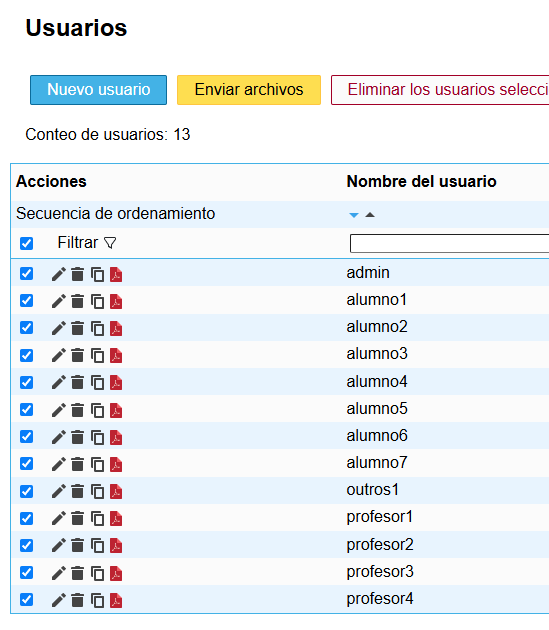 Usuarios
Nuevo usuario Enviar archivos Eliminar los usuarios
Conteo de usuarios: 13
Acciones Nombre del usuario
Secuencia de ordenamiento
Filtrar
admin
alumno1
alumno2
alumno3
alumno4
alumno5
alumno6
alumno7
outros1
profesor1
profesor2
profesor3
profesor4